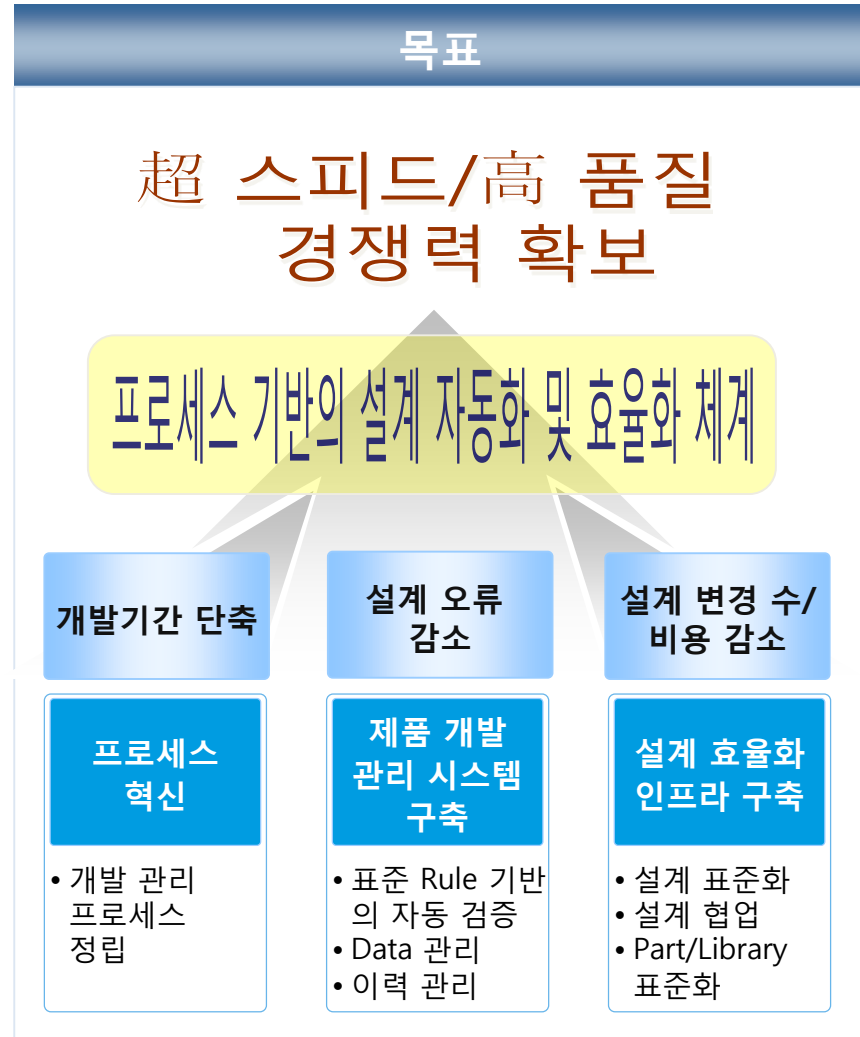 목표
超 스피드/高 품질
경쟁력 확보
프로세스 기반의 설계 자동화 및 효율화 체계
개발기간 단축
설계 오류
감소
설계 변경 수/
비용 감소
프로세스
혁신
제품 개발
관리 시스템
구축
설계 효율화
인프라 구축
• 개발 관리
프로세스
정립
• 표준 Rule 기반
의 자동 검증
• Data 관리
• 이력 관리
• 설계 표준화
• 설계 협업
• Part/Library
표준화